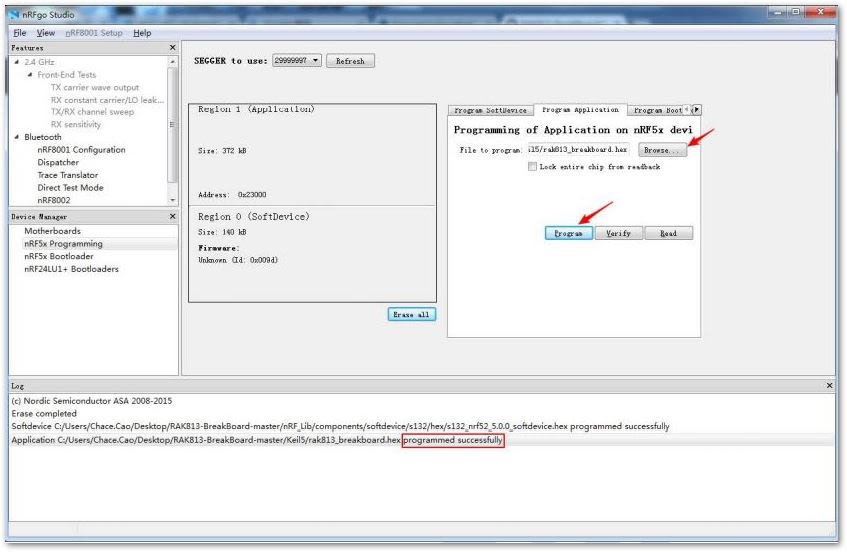 nRFgo Studio
File View nRF8001 Setup Help
Features
2.4 GHz
Front-End Tests
TX carrier wave output
RX constant carrier/LO leak...
TX/RX channel sweep
RX sensitivity
Bluetooth
nRF8001 Configuration
Dispatcher
Trace Translator
Direct Test Mode
nRF8002
Device Manager
Motherboards
nRF5x Programming
nRF5x Bootloader
nRF24LU1+ Bootloaders
SEGGER to use: 29999997 Refresh
Region 1 (Application)
Size: 372 kB
Address: 0x23000
Region 0 (SoftDevice)
Size: 140 kB
Firmware:
Unknown (Id: 0x009d)
Erase all
Program SoftDevice Program Application Program Boot
Programming of Application on nRF5x devi
File to program: il5/rak813_breakboard.hex Browse...
Lock entire chip from readback
Program Verify Read
Log
(c) Nordic Semiconductor ASA 2008-2015
Erase completed
Softdevice C:/Users/Chace.Cao/Desktop/RAK813-BreakBoard-master/nRF_Lib/components/softdevice/s132/hex/s132_nrf52_5.0.0_softdevice.hex programmed successfully
Application C:/Users/Chace.Cao/Desktop/RAK813-BreakBoard-master/Keil5/rak813_breakboard.hex programmed successfully